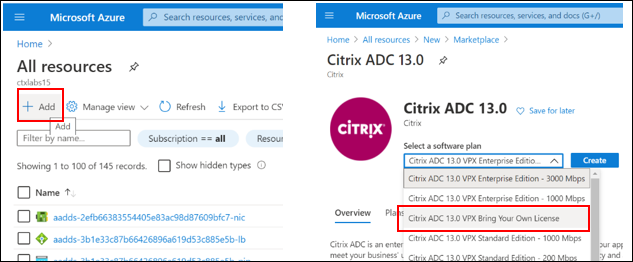 Microsoft Azure
Search resources, services, and
Home >
All resources
ctxlabs15
Add
Manage view
Refresh
Export to CS
Add
Filter by name...
Subscription == all
Resou
Showing 1 to 100 of 145 records.
Show hidden types
Name
aadds-2efb66383554405e83ac98d87609bfc7-nic
aadds-3b1e33c87b66426896a619d53c885e5b-lb
Microsoft Azure
Search resources, services, and docs (G+/)
Home > All resources > New > Marketplace >
Citrix ADC 13.0
Citrix
CITRIX
Citrix ADC 13.0
Citrix
Save for later
Select a software plan
Citrix ADC 13.0 VPX Enterprise Editio...
Create
Citrix ADC 13.0 VPX Enterprise Edition - 3000 Mbps
Citrix ADC 13.0 VPX Enterprise Edition - 1000 Mbps
Citrix ADC 13.0 VPX Bring Your Own License
Overview
Plans
Citrix ADC 13.0 VPX Standard Edition - 1000 Mbps
Citrix ADC is an enter
meet your business' u
Citrix ADC 13.0 VPX Standard Edition - 200 Mbps